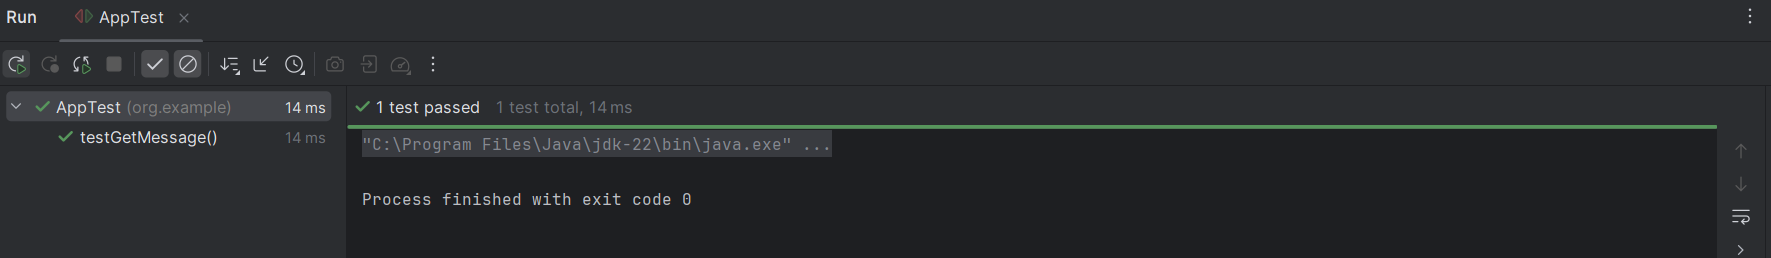 Run AppTest
AppTest (org.example) 14 ms
testGetMessage() 14 ms
1 test passed 1 test total, 14 ms
"C:\Program Files\Java\jdk-22\bin\java.exe" ...
Process finished with exit code 0